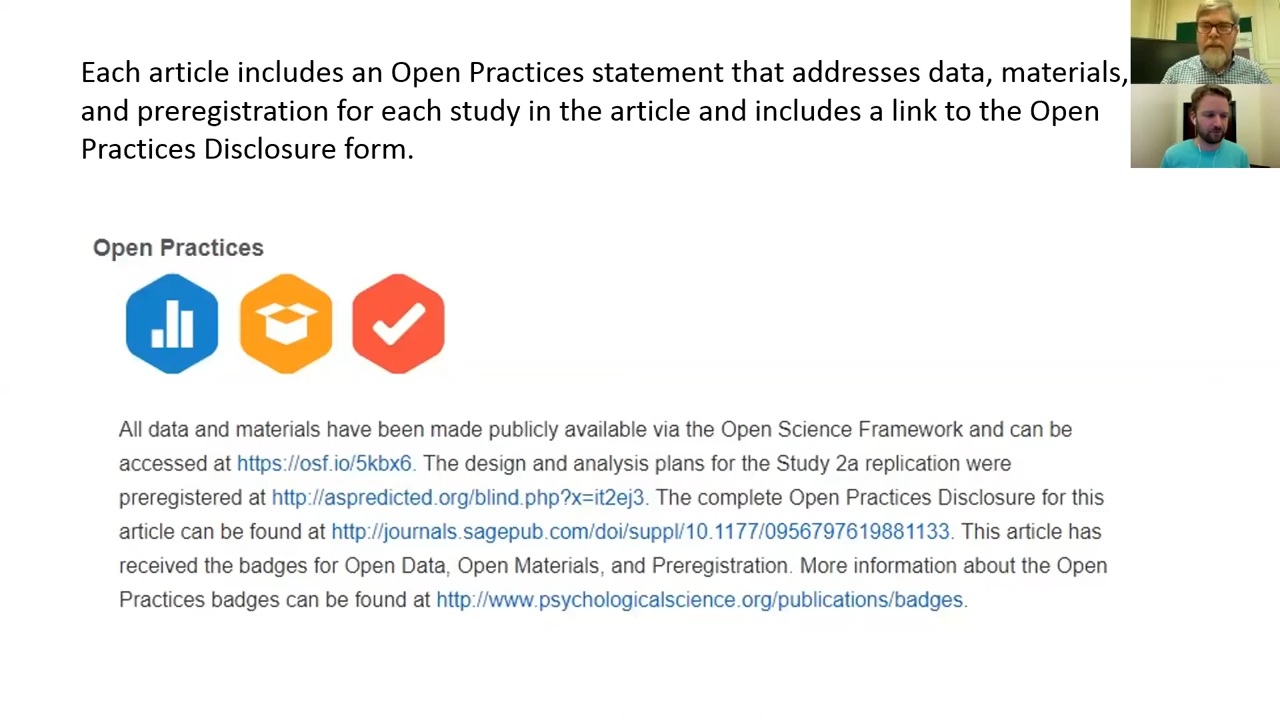 Each article includes an Open Practices statement that addresses data, materials,
and preregistration for each study in the article and includes a link to the Open
Practices Disclosure form.
Open Practices
All data and materials have been made publicly available via the Open Science Framework and can be
accessed at https://osf.io/5kbx6. The design and analysis plans for the Study 2a replication were
preregistered at http://aspredicted.org/blind.php?x=it2ej3. The complete Open Practices Disclosure for this
article can be found at http://journals.sagepub.com/doi/suppl/10.1177/0956797619881133. This article has
received the badges for Open Data, Open Materials, and Preregistration. More information about the Open
Practices badges can be found at http://www.psychologicalscience.org/publications/badges.